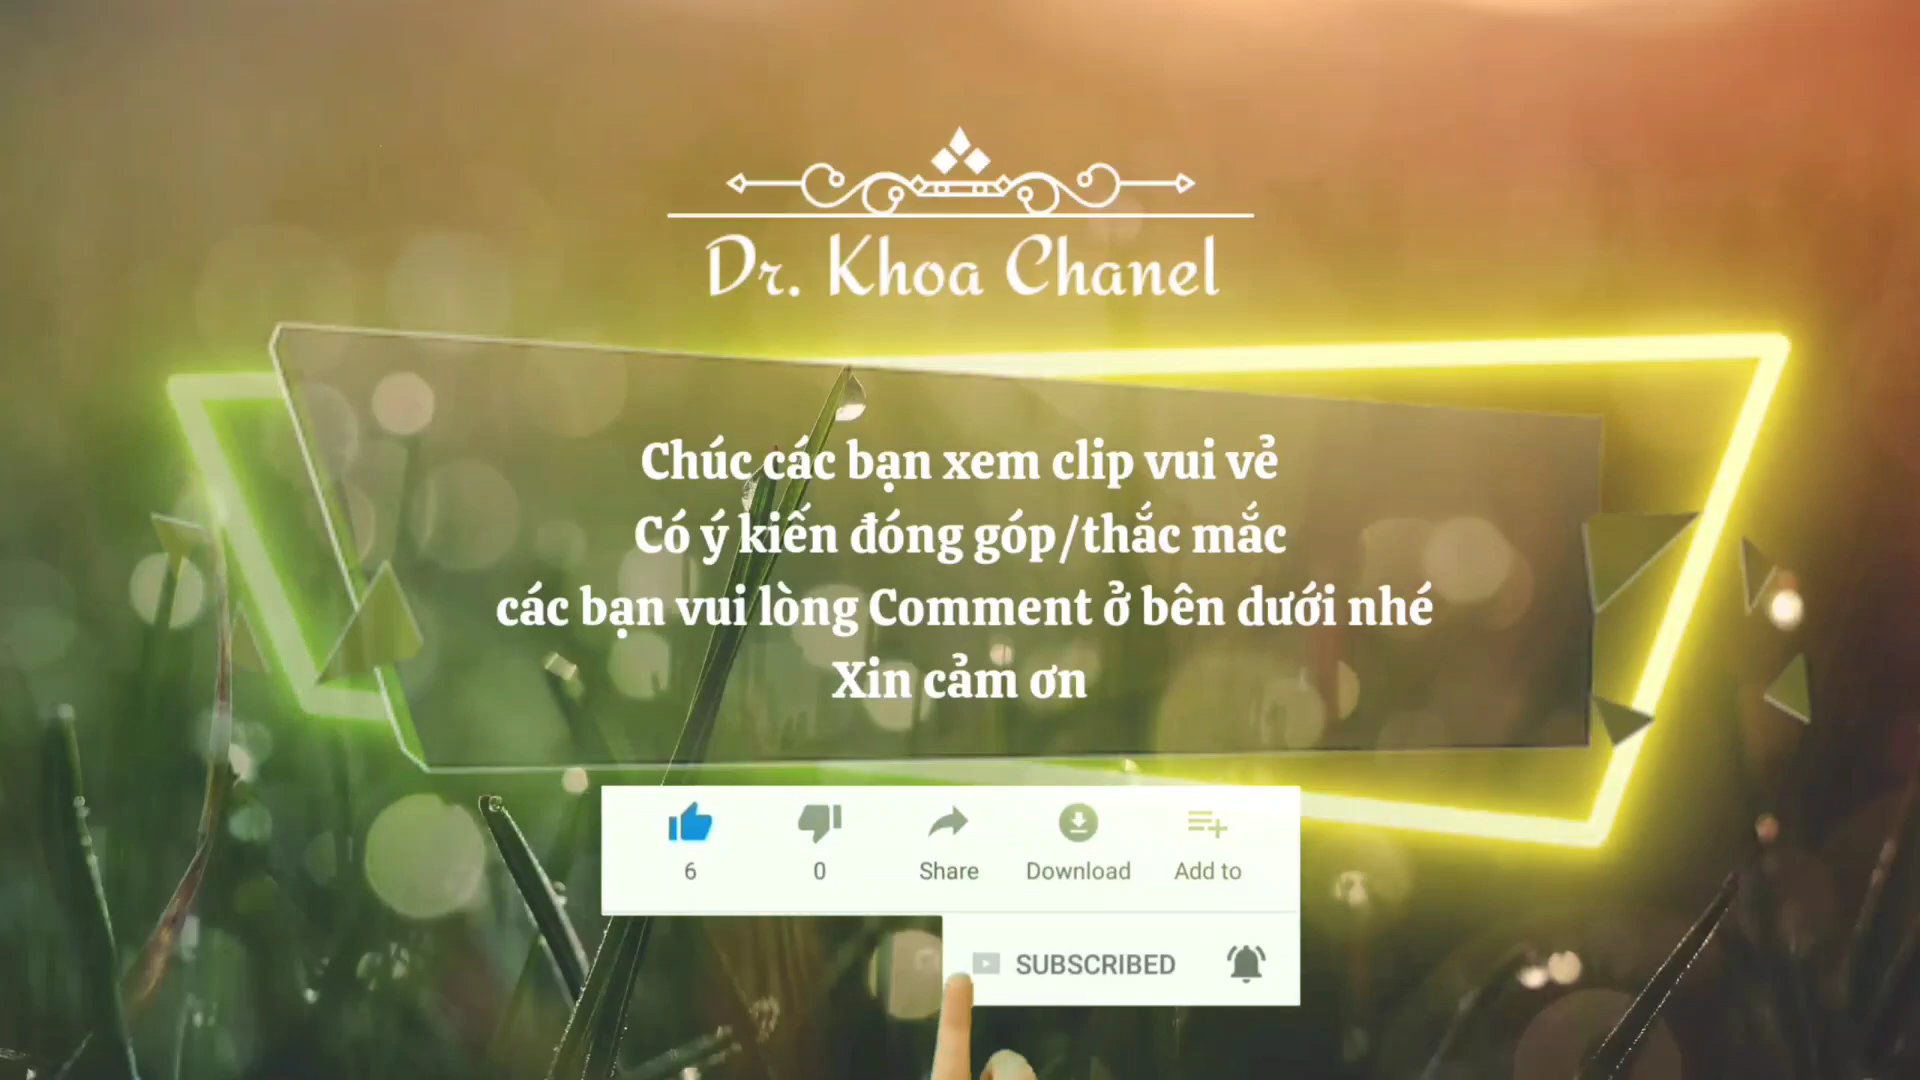 Dr. Khoa Chanel
Chúc các bạn xem clip vui vẻ
Có ý kiến đóng góp/thắc mắc
các bạn vui lòng Comment ở bên dưới nhé
Xin cảm ơn
6 0 Share Download Add to
SUBSCRIBED